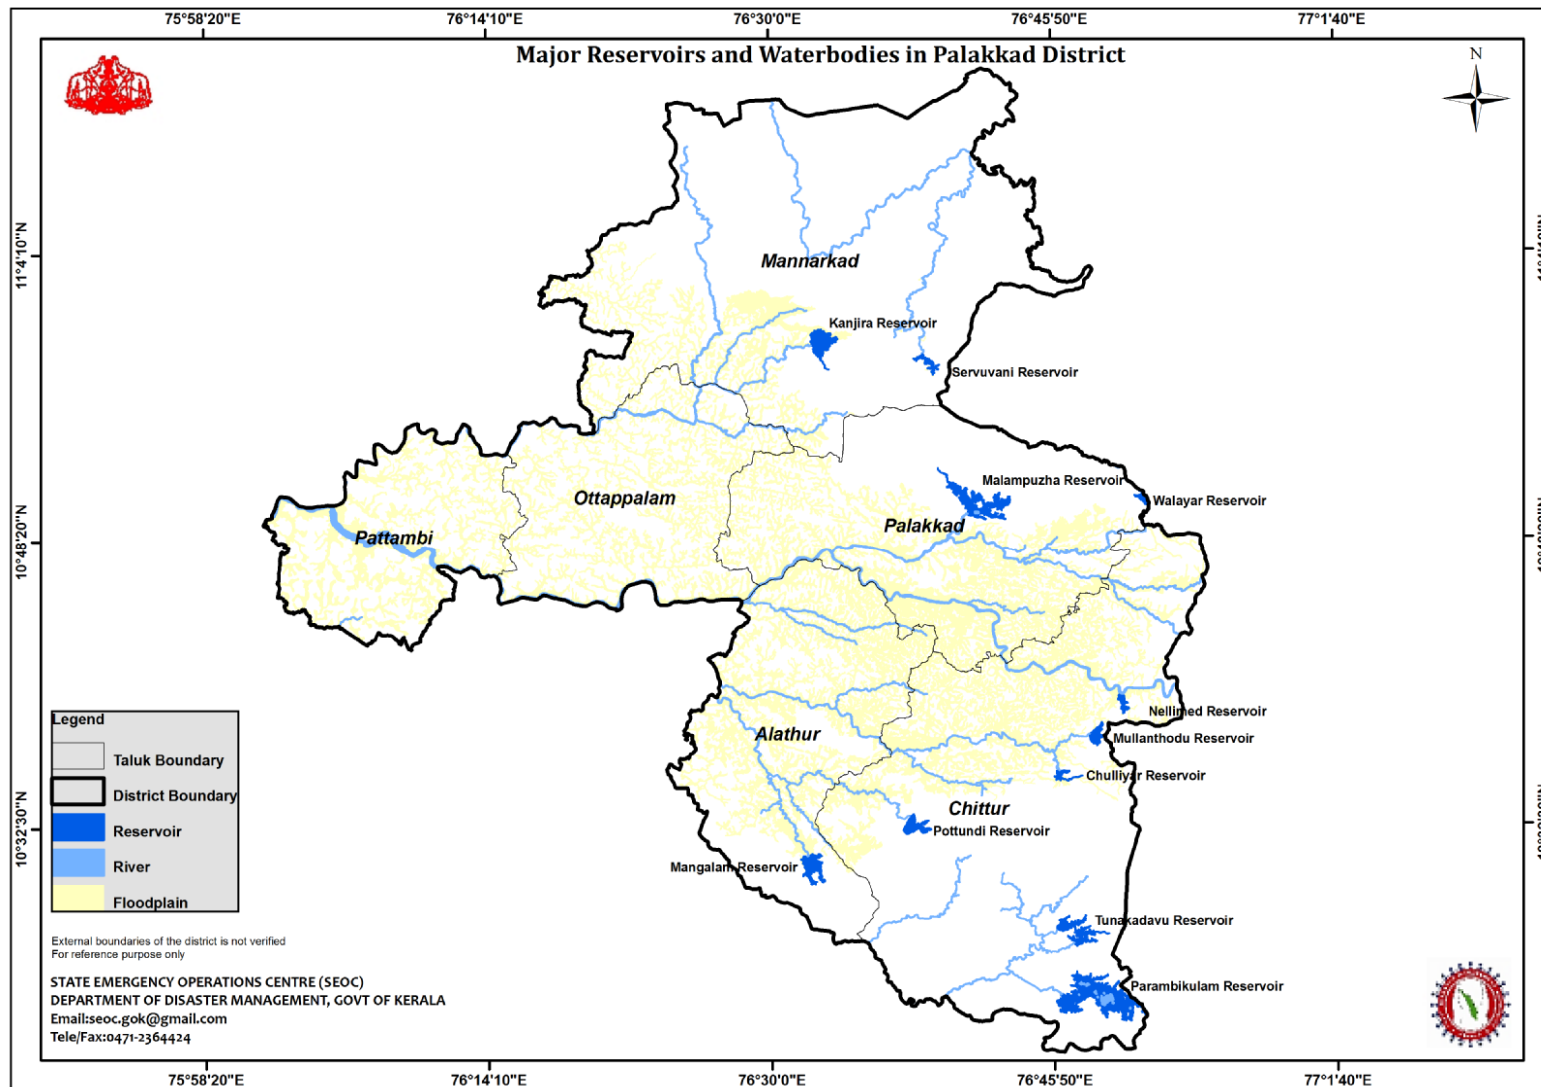 75°58'20"E 76°14'10"E 76°30'0"E 76°45'50"E 77°1'40"E
Major Reservoirs and Waterbodies in Palakkad District
N
11°4'10"N
Mannarkad
Kanjira Reservoir
Servuvani Reservoir
Malampuzha Reservoir
Walayar Reservoir
Ottappalam
Palakkad
Pattambi
10°48'20"N
Nellimed Reservoir
Alathur
Mullanthodu Reservoir
Chulliyar Reservoir
Chittur
Pottundi Reservoir
10°32'30"N
Mangalam Reservoir
Tunakadavu Reservoir
Parambikulam Reservoir
Legend
Taluk Boundary
District Boundary
Reservoir
River
Floodplain
External boundaries of the district is not verified
For reference purpose only
STATE EMERGENCY OPERATIONS CENTRE (SEOC)
DEPARTMENT OF DISASTER MANAGEMENT, GOVT OF KERALA
Email:seoc.gok@gmail.com
Tele/Fax:0471-2364424
75°58'20"E 76°14'10"E 76°30'0"E 76°45'50"E 77°1'40"E